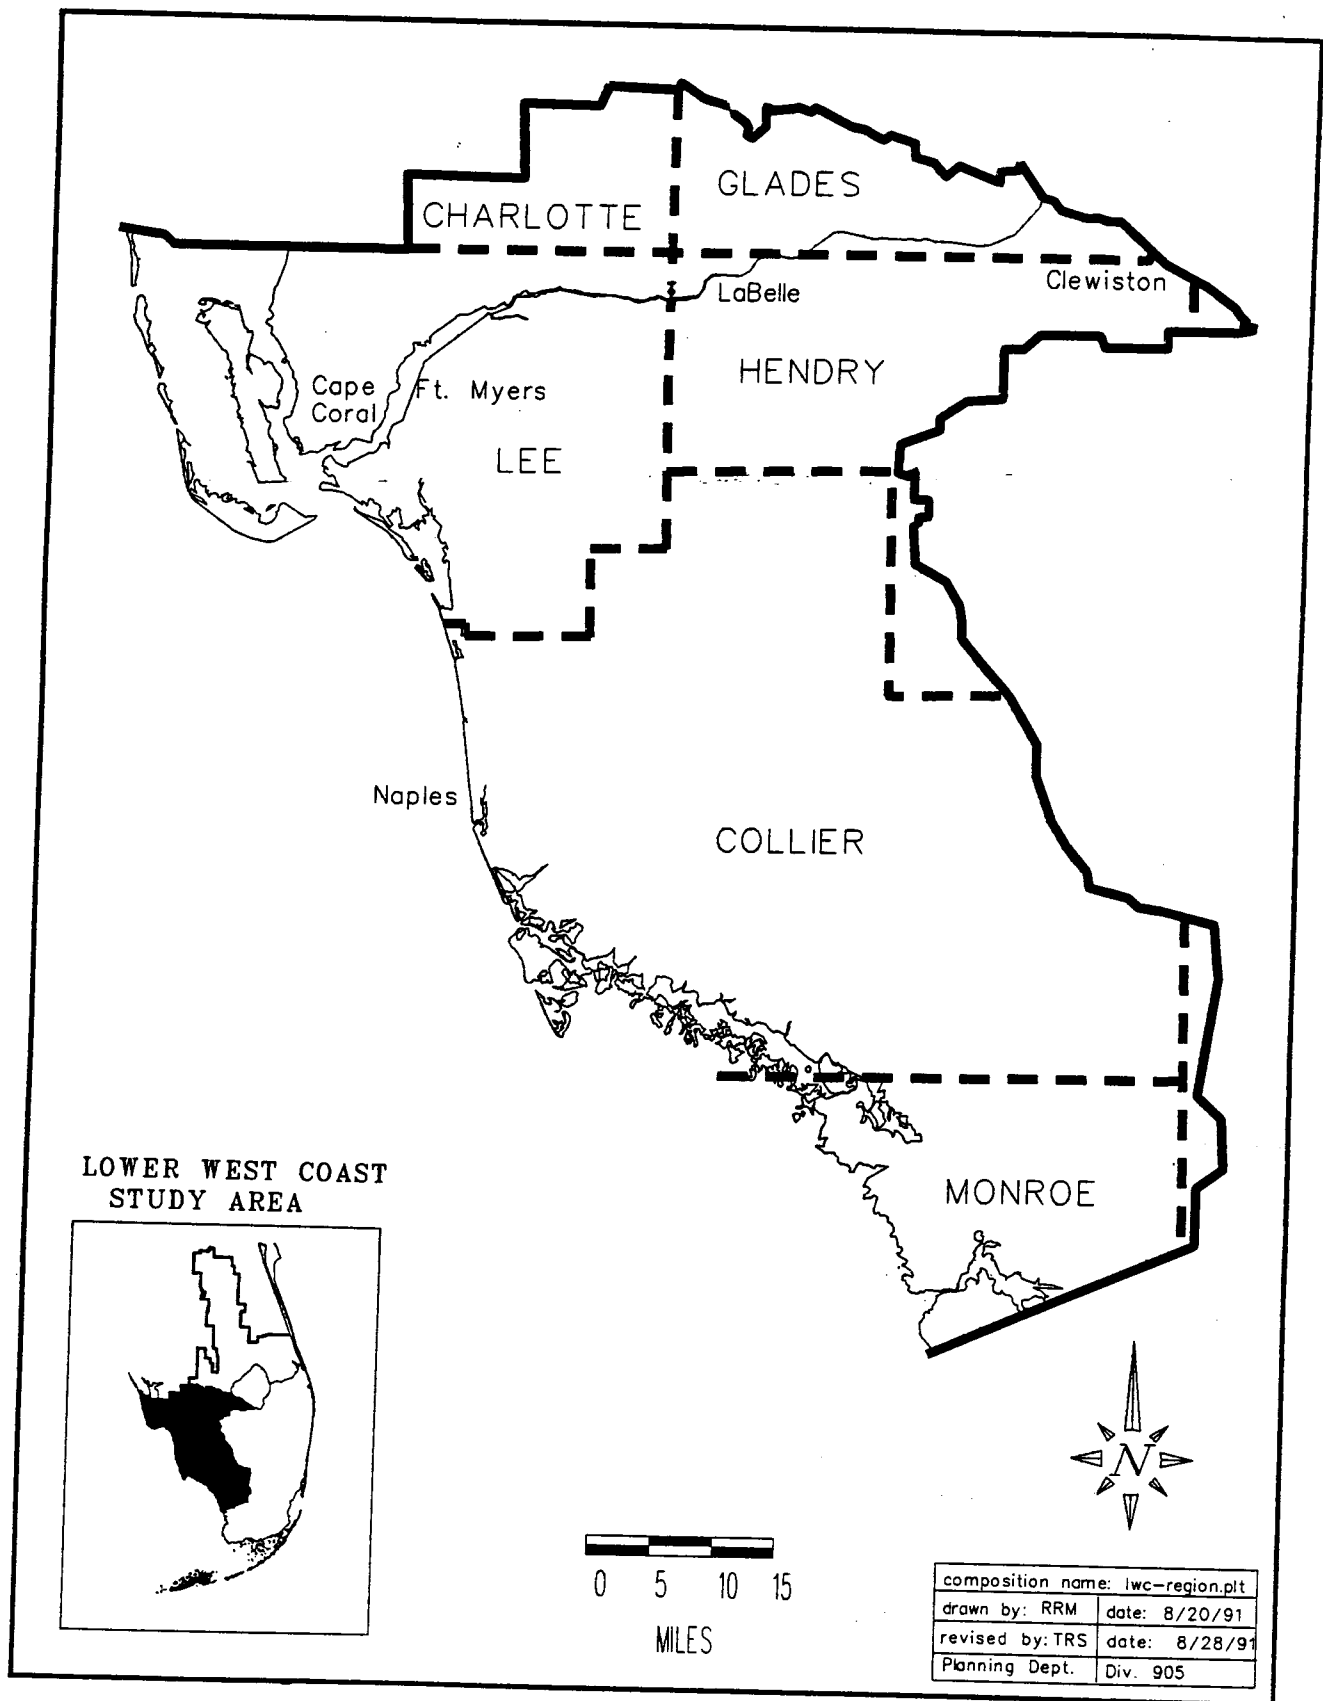 GLADES
CHARLOTTE
Clewiston
LaBelle
HENDRY
Cape
Coral
Ft. Myers
LEE
Naples
COLLIER
MONROE
LOWER WEST COAST
STUDY AREA
N
0 5 10 15
MILES
composition name: lwc-region.plt
drawn by: RRM date: 8/20/91
revised by: TRS date: 8/28/91
Planning Dept. Div. 905